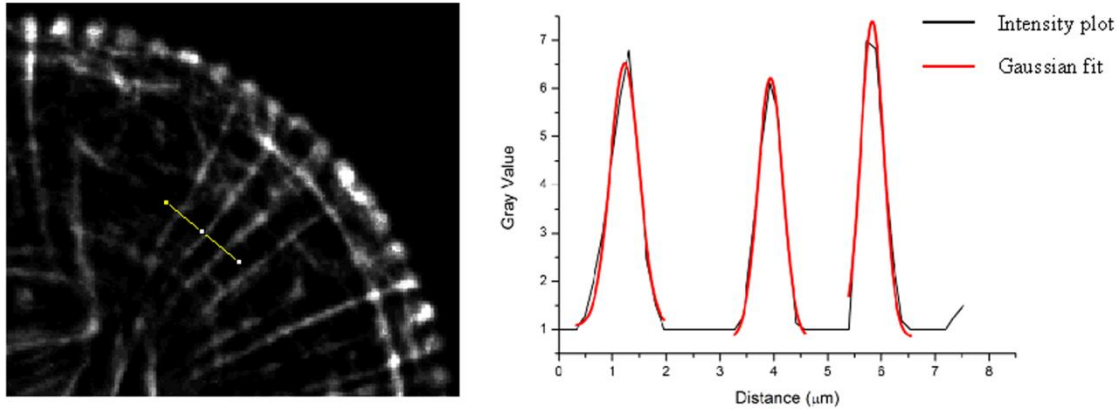 Intensity plot
Gaussian fit
7
6
5
4
3
2
1
Gray Value
0 1 2 3 4 5 6 7 8
Distance (μm)